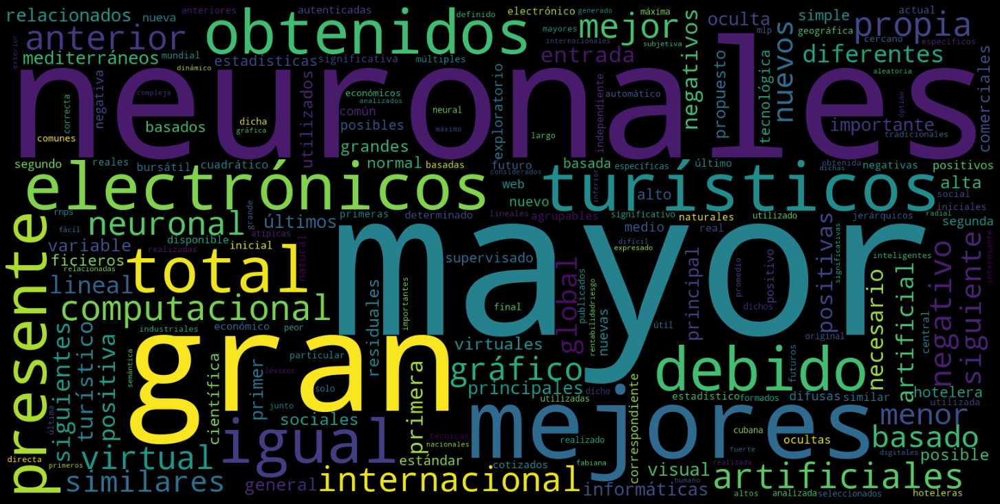 relacionados nueva anteriores autenticadas definido electrónico generado máxima simple actual
obtenidos mejor oculta mlp geográfica propia
anterior mayores internacionales subjetiva cercano específicos
exterior mediterráneos mundial estadísticas significativa múltiples entrada negativos nuevos diferentes
dinámico aleatoria
neuronales
negativa compleja económicos analizados neural automático propuesto tecnológica óptimo comerciales
correcta basados dicha gráfica utilizados común posibles máximo exploratorio largo independiente importante tradicionales
comunes grandes
segundo reales bursátil cuadrático normal basadas futuro considerados basada específicas último obtenida dichas negativas positivos
electrónicos web turísticos alta
nuevo inferior alto social
rnps grande primeras lineales determinado agrupables significativo naturales utilizado iniciales
fácil neuronal últimos medio real jerárquicos radial segunda
presente variable disponible inicial atípicas mayor difícil expresado positivas
realizadas natural supervisado principal inteligentes significativas interesante
ficieros relacionadas total global promedio positivo negativo siguiente
lineal importantes publicados necesario artificial
computacional final dichos
siguientes turístico industriales económico peor residuales rentabilidadriesgo nuevas útil original central
positiva gran virtuales
semántica científica primer particular léxicos gráfico debido futuros
solo primera principales correspondiente estadístico formados difusas similar hotelera
última junto utilizadas dicho utilizada
sociales mejores menor
igual técnicas nacionales realizado cubana ocultas basado
directa primeros virtual estándar cotizados fabiana visual fuerte digitales posible
realizada
similares general internacional informáticas humano artificiales
altos analizada seleccionados hoteleras